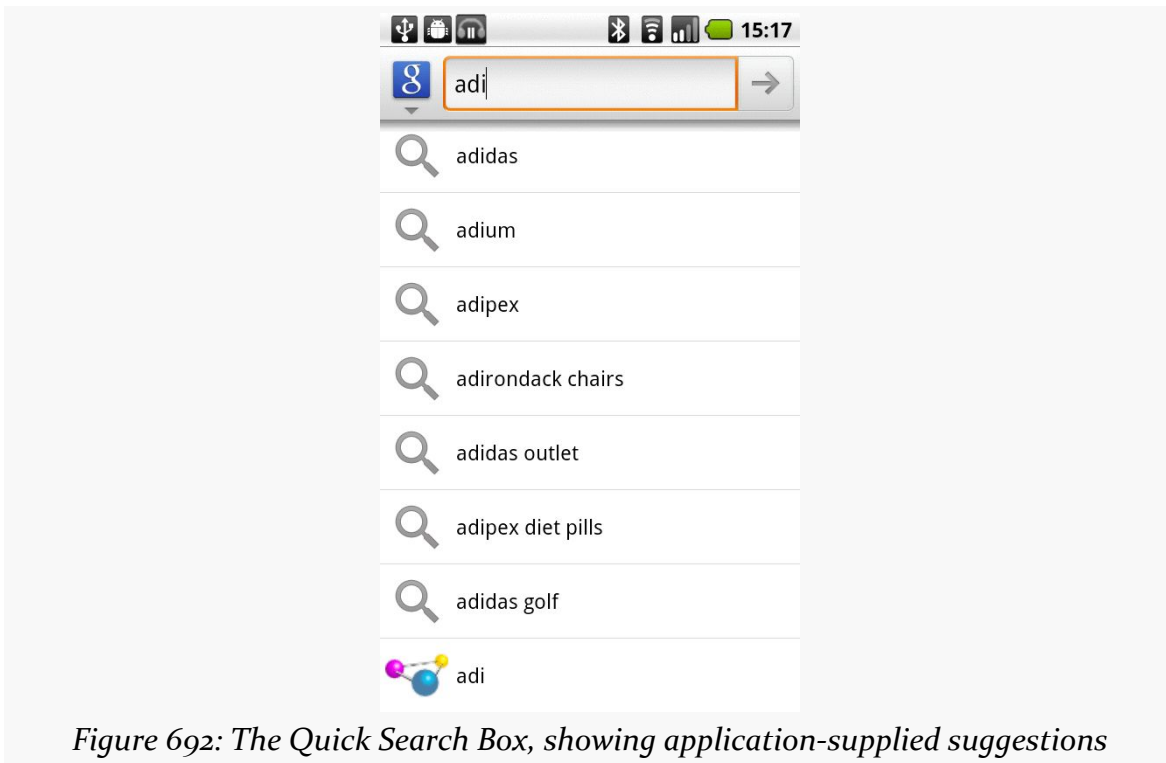 15:17
g
adi
adidas
adium
adipex
adirondack chairs
adidas outlet
adipex diet pills
adidas golf
adi
Figure 692: The Quick Search Box, showing application-supplied suggestions